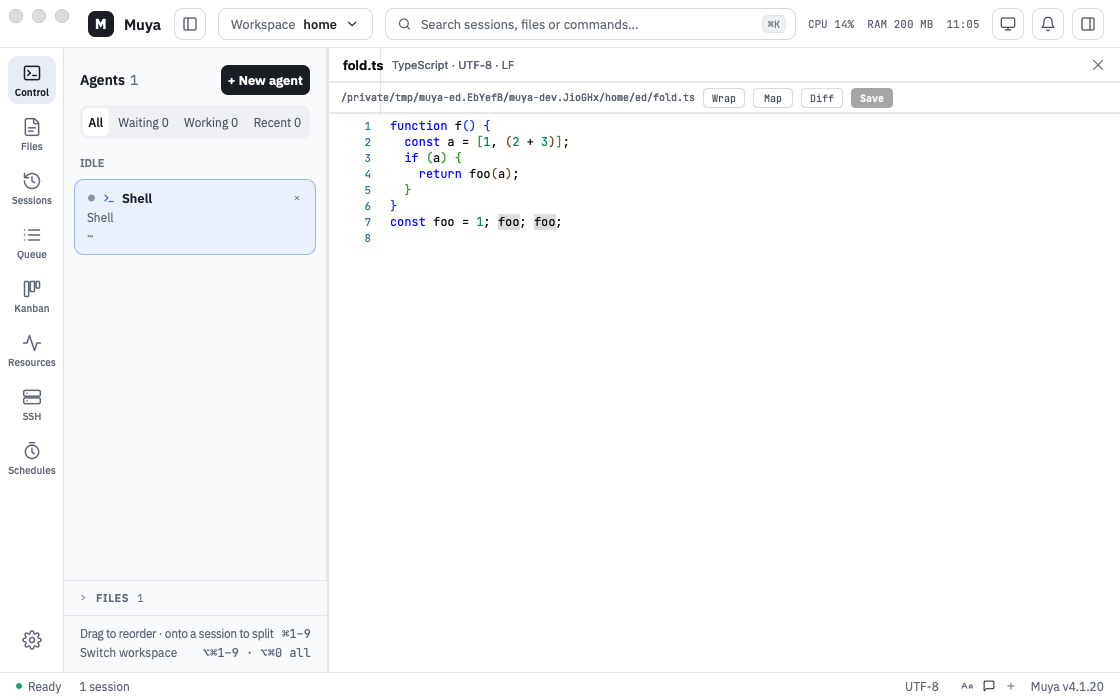 M Muya Workspace home Search sessions, files or commands... ⌘K CPU 14% RAM 200 MB 11:05
Control
Files
Sessions
Queue
Kanban
Resources
SSH
Schedules
Agents 1 + New agent
All Waiting 0 Working 0 Recent 0
IDLE
Shell ×
Shell
~
FILES 1
Drag to reorder · onto a session to split ⌘1–9
Switch workspace ⌥⌘1–9 · ⌥⌘0 all
fold.ts TypeScript · UTF-8 · LF
/private/tmp/muya-ed.EbYefB/muya-dev.JioGHx/home/ed/fold.ts Wrap Map Diff Save
1 function f() {
2   const a = [1, (2 + 3)];
3   if (a) {
4     return foo(a);
5   }
6 }
7 const foo = 1; foo; foo;
8
Ready 1 session UTF-8 AA + Muya v4.1.20